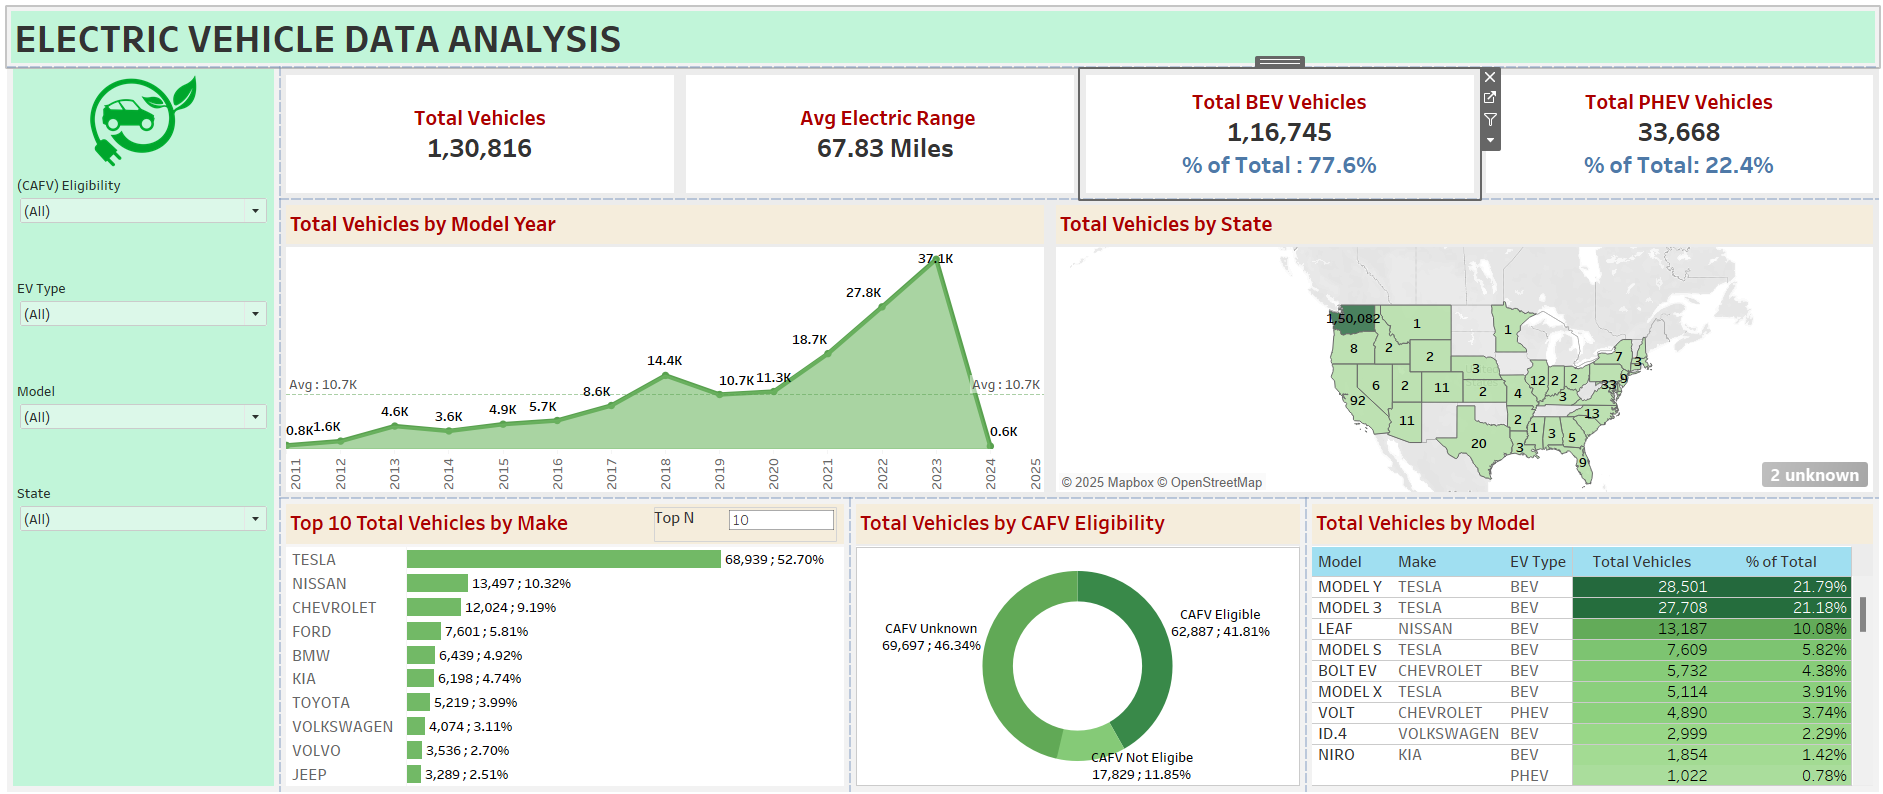 ELECTRIC VEHICLE DATA ANALYSIS
(CAFV) Eligibility
(All)
EV Type
(All)
Model
(All)
State
(All)
Total Vehicles
1,30,816
Avg Electric Range
67.83 Miles
Total BEV Vehicles
1,16,745
% of Total : 77.6%
Total PHEV Vehicles
33,668
% of Total: 22.4%
Total Vehicles by Model Year
37.1K
27.8K
18.7K
14.4K
10.7K
11.3K
8.6K
Avg : 10.7K
Avg : 10.7K
4.6K
3.6K
4.9K
5.7K
0.8K
1.6K
0.6K
2011
2012
2013
2014
2015
2016
2017
2018
2019
2020
2021
2022
2023
2024
2025
Total Vehicles by State
1,50,082
1
1
8
2
2
7
3
3
6
2
11
2
12
2
2
33
9
92
4
3
11
2
13
1
3
5
20
3
9
2 unknown
© 2025 Mapbox © OpenStreetMap
Top 10 Total Vehicles by Make
Top N
10
TESLA 68,939 ; 52.70%
NISSAN 13,497 ; 10.32%
CHEVROLET 12,024 ; 9.19%
FORD 7,601 ; 5.81%
BMW 6,439 ; 4.92%
KIA 6,198 ; 4.74%
TOYOTA 5,219 ; 3.99%
VOLKSWAGEN 4,074 ; 3.11%
VOLVO 3,536 ; 2.70%
JEEP 3,289 ; 2.51%
Total Vehicles by CAFV Eligibility
CAFV Eligible
62,887 ; 41.81%
CAFV Unknown
69,697 ; 46.34%
CAFV Not Eligibe
17,829 ; 11.85%
Total Vehicles by Model
Model Make EV Type Total Vehicles % of Total
MODEL Y TESLA BEV 28,501 21.79%
MODEL 3 TESLA BEV 27,708 21.18%
LEAF NISSAN BEV 13,187 10.08%
MODEL S TESLA BEV 7,609 5.82%
BOLT EV CHEVROLET BEV 5,732 4.38%
MODEL X TESLA BEV 5,114 3.91%
VOLT CHEVROLET PHEV 4,890 3.74%
ID.4 VOLKSWAGEN BEV 2,999 2.29%
NIRO KIA BEV 1,854 1.42%
PHEV 1,022 0.78%